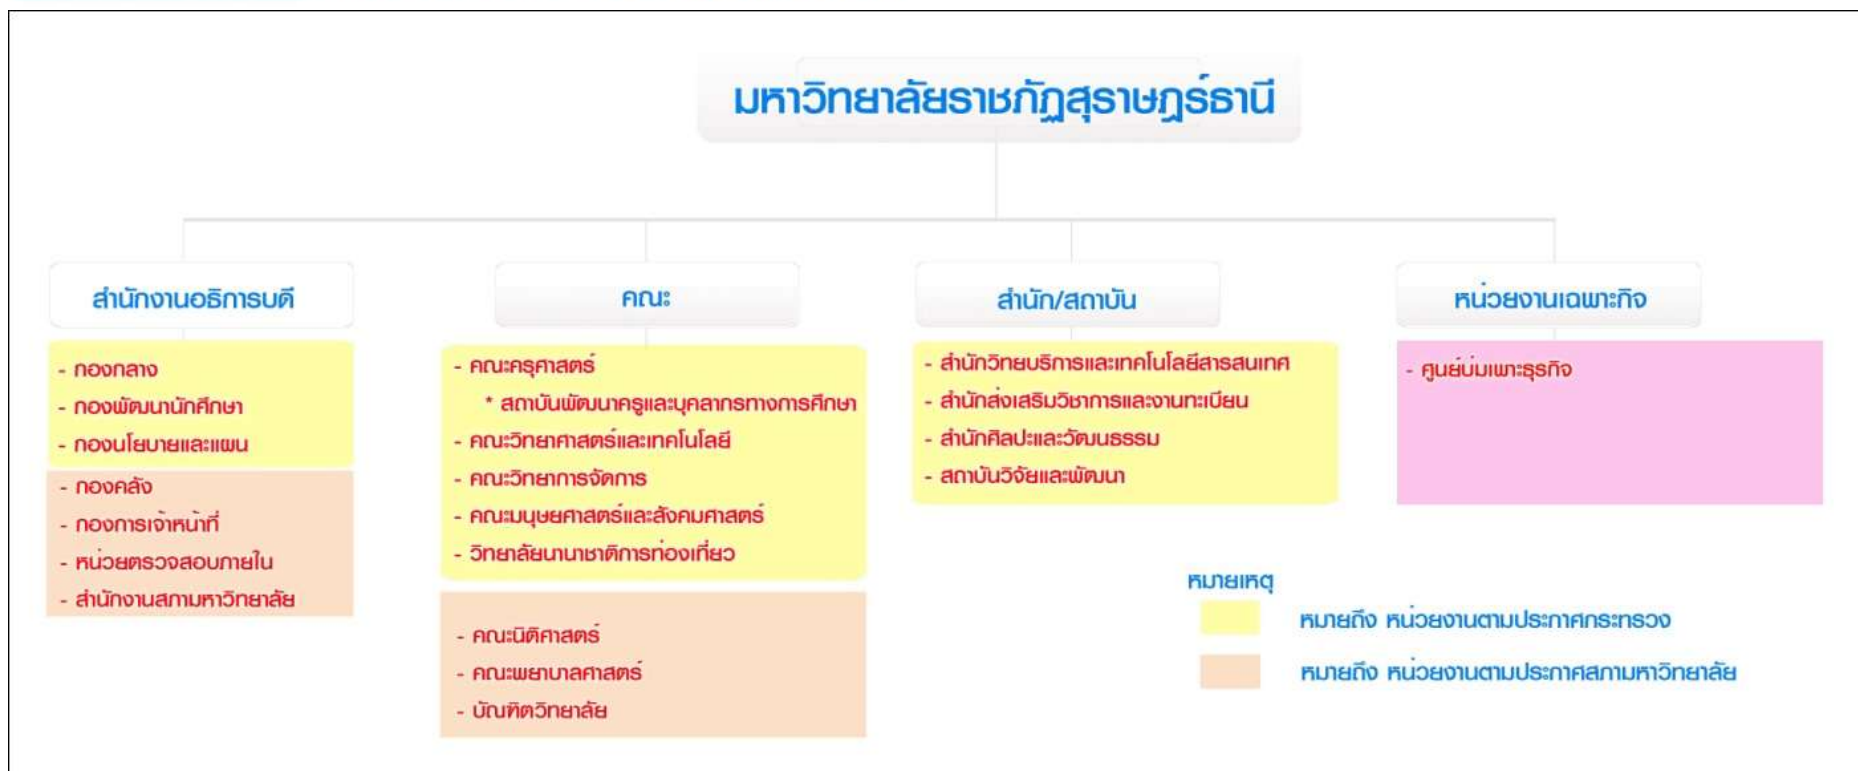 มหาวิทยาลัยราชภัฏสุราษฎร์ธานี
สำนักงานอธิการบดี
- กองกลาง
- กองพัฒนานักศึกษา
- กองนโยบายและแผน
- กองคลัง
- กองการเจ้าหน้าที่
- หน่วยตรวจสอบภายใน
- สำนักงานสภามหาวิทยาลัย
คณะ
- คณะครุศาสตร์
* สถาบันพัฒนาครูและบุคลากรทางการศึกษา
- คณะวิทยาศาสตร์และเทคโนโลยี
- คณะวิทยาการจัดการ
- คณะมนุษยศาสตร์และสังคมศาสตร์
- วิทยาลัยนานาชาติการท่องเที่ยว
- คณะนิติศาสตร์
- คณะพยาบาลศาสตร์
- บัณฑิตวิทยาลัย
สำนัก/สถาบัน
- สำนักวิทยบริการและเทคโนโลยีสารสนเทศ
- สำนักส่งเสริมวิชาการและงานทะเบียน
- สำนักศิลปะและวัฒนธรรม
- สถาบันวิจัยและพัฒนา
หน่วยงานเฉพาะกิจ
- ศูนย์บ่มเพาะธุรกิจ
หมายเหตุ
หมายถึง หน่วยงานตามประกาศกระทรวง
หมายถึง หน่วยงานตามประกาศสภามหาวิทยาลัย